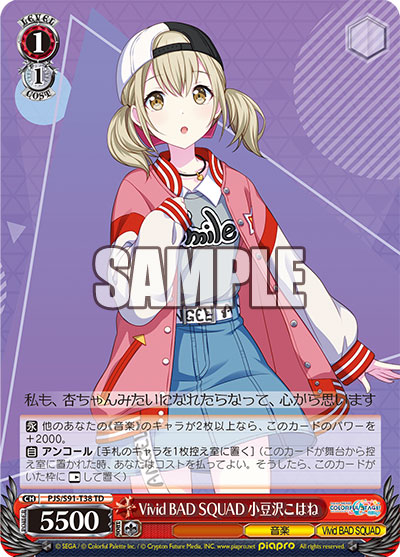 LEVEL
1
1
COST
Smile
SAMPLE
私も、杏ちゃんみたいになれたらなって、心から思います
永 他のあなたの《音楽》のキャラが2枚以上なら、このカードのパワーを
+2000。
自 アンコール［手札のキャラを1枚控え室に置く］（このカードが舞台から控え
室に置かれた時、あなたはコストを払ってよい。そうしたら、このカードがい
た枠に［レスト］して置く）
CH PJS/S91-T38 TD
Vivid BAD SQUAD 小豆沢こはね
COLORFUL STAGE!
POWER
5500
SOUL
音楽
Vivid BAD SQUAD
© SEGA / © Colorful Palette Inc. / © Crypton Future Media, INC. www.piapro.net piapro